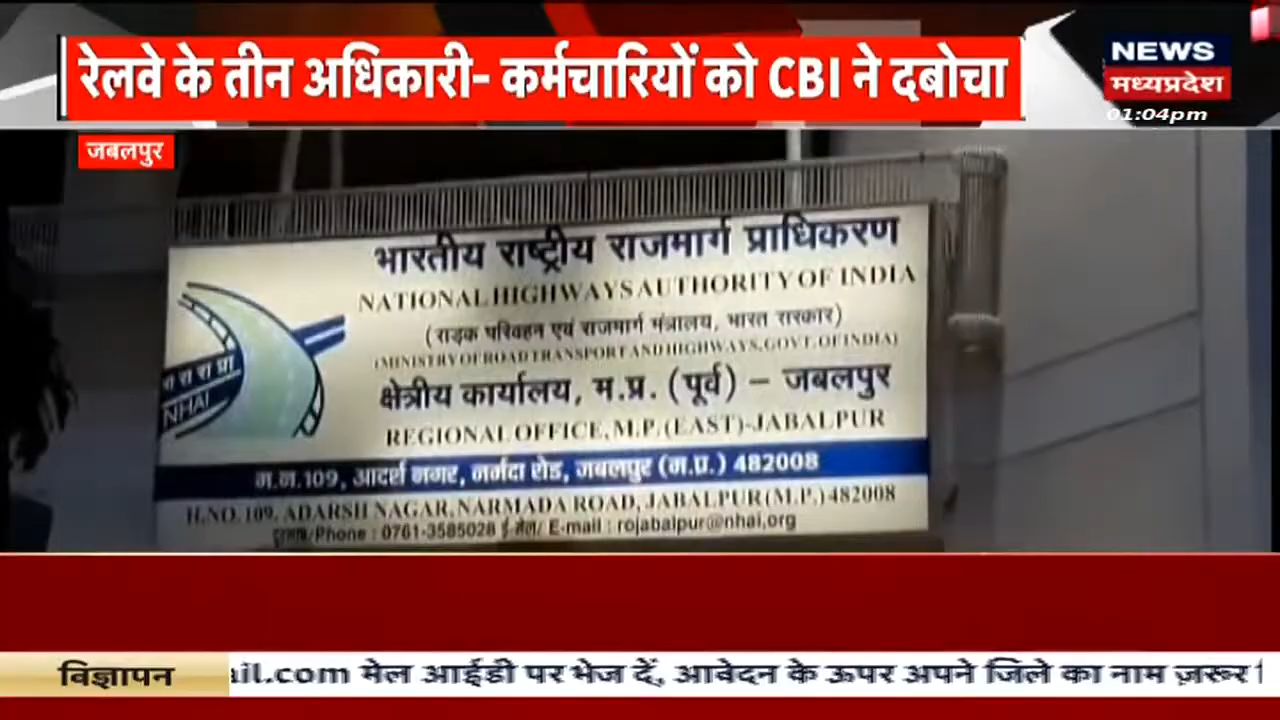 रेलवे के तीन अधिकारी- कर्मचारियों को CBI ने दबोचा
NEWS
मध्यप्रदेश
01:04pm
जबलपुर
भारतीय राष्ट्रीय राजमार्ग प्राधिकरण
NATIONAL HIGHWAYS AUTHORITY OF INDIA
(सड़क परिवहन एवं राजमार्ग मंत्रालय, भारत सरकार)
(MINISTRY OF ROAD TRANSPORT AND HIGHWAYS, GOVT. OF INDIA)
क्षेत्रीय कार्यालय, म.प्र. (पूर्व) – जबलपुर
REGIONAL OFFICE, M.P. (EAST)-JABALPUR
रा रा प्रा
NHAI
म.न.109, आदर्श नगर, नर्मदा रोड, जबलपुर (म.प्र.) 482008
H.NO. 109, ADARSH NAGAR, NARMADA ROAD, JABALPUR (M.P.) 482008
दूरभाष/Phone : 0761-3585028 ई-मेल/ E-mail : rojabalpur@nhai.org
विज्ञापन
ail.com मेल आईडी पर भेज दें, आवेदन के ऊपर अपने जिले का नाम ज़रूर